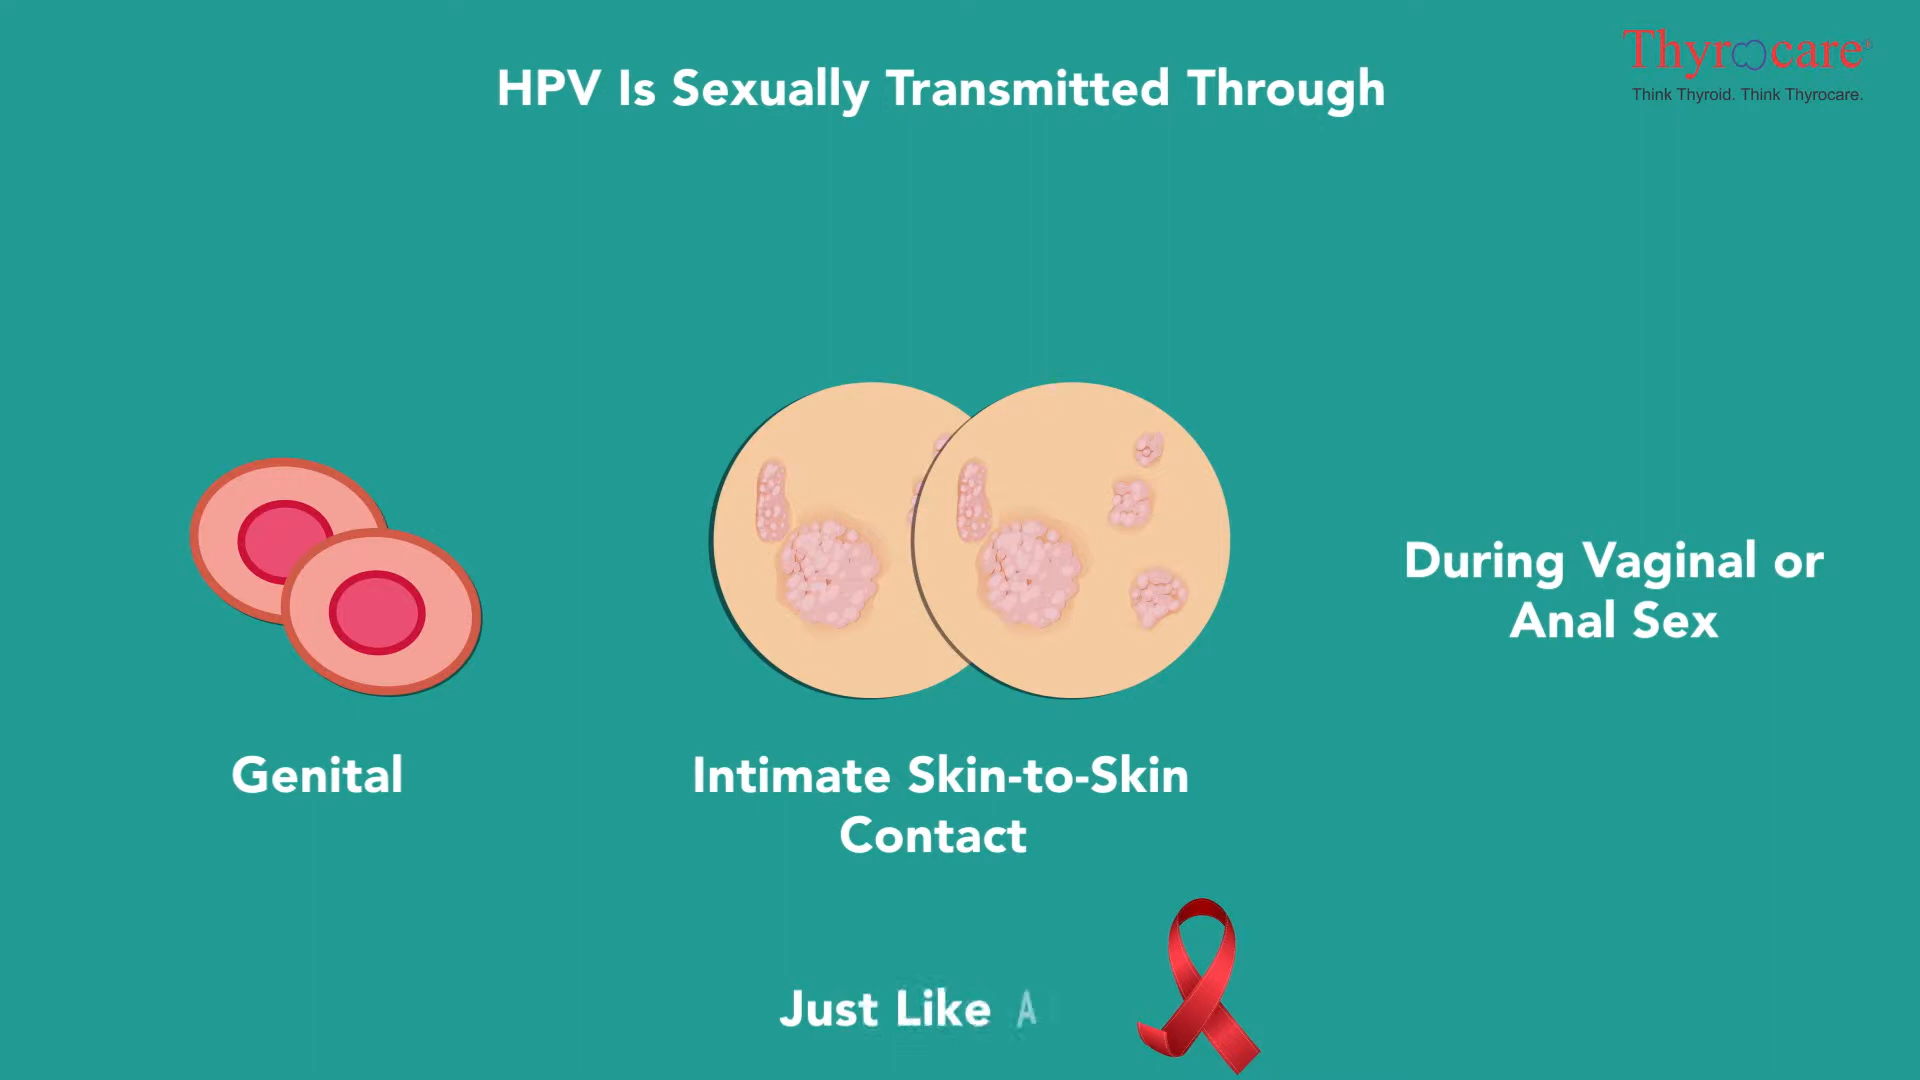 Thyrocare®
Think Thyroid. Think Thyrocare.
HPV Is Sexually Transmitted Through
During Vaginal or
Anal Sex
Genital
Intimate Skin-to-Skin
Contact
Just Like A